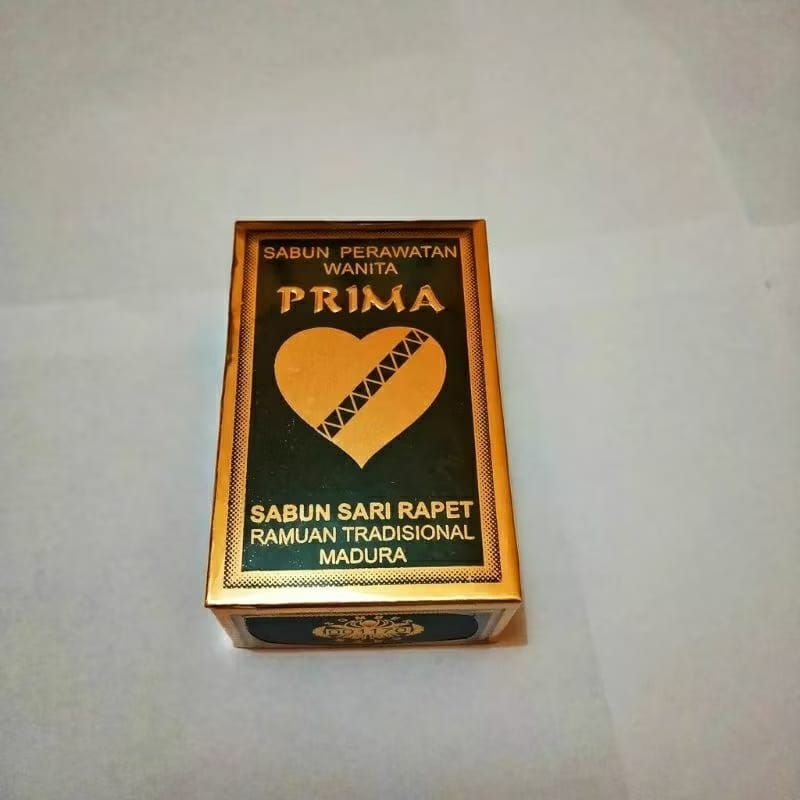 SABUN PERAWATAN
WANITA
PRIMA
SABUN SARI RAPET
RAMUAN TRADISIONAL
MADURA